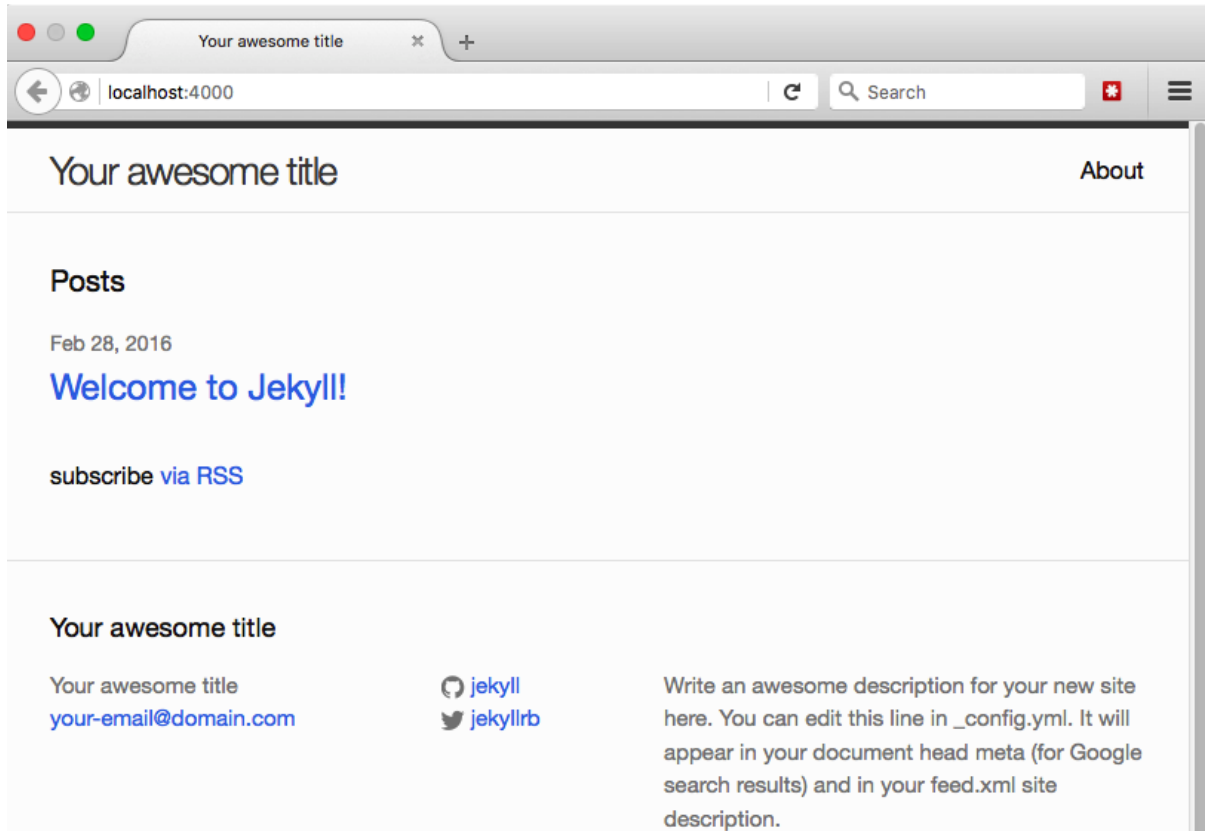 Your awesome title
localhost:4000
Search
Your awesome title
About
Posts
Feb 28, 2016
Welcome to Jekyll!
subscribe via RSS
Your awesome title
Your awesome title
your-email@domain.com
jekyll
jekyllrb
Write an awesome description for your new site
here. You can edit this line in _config.yml. It will
appear in your document head meta (for Google
search results) and in your feed.xml site
description.